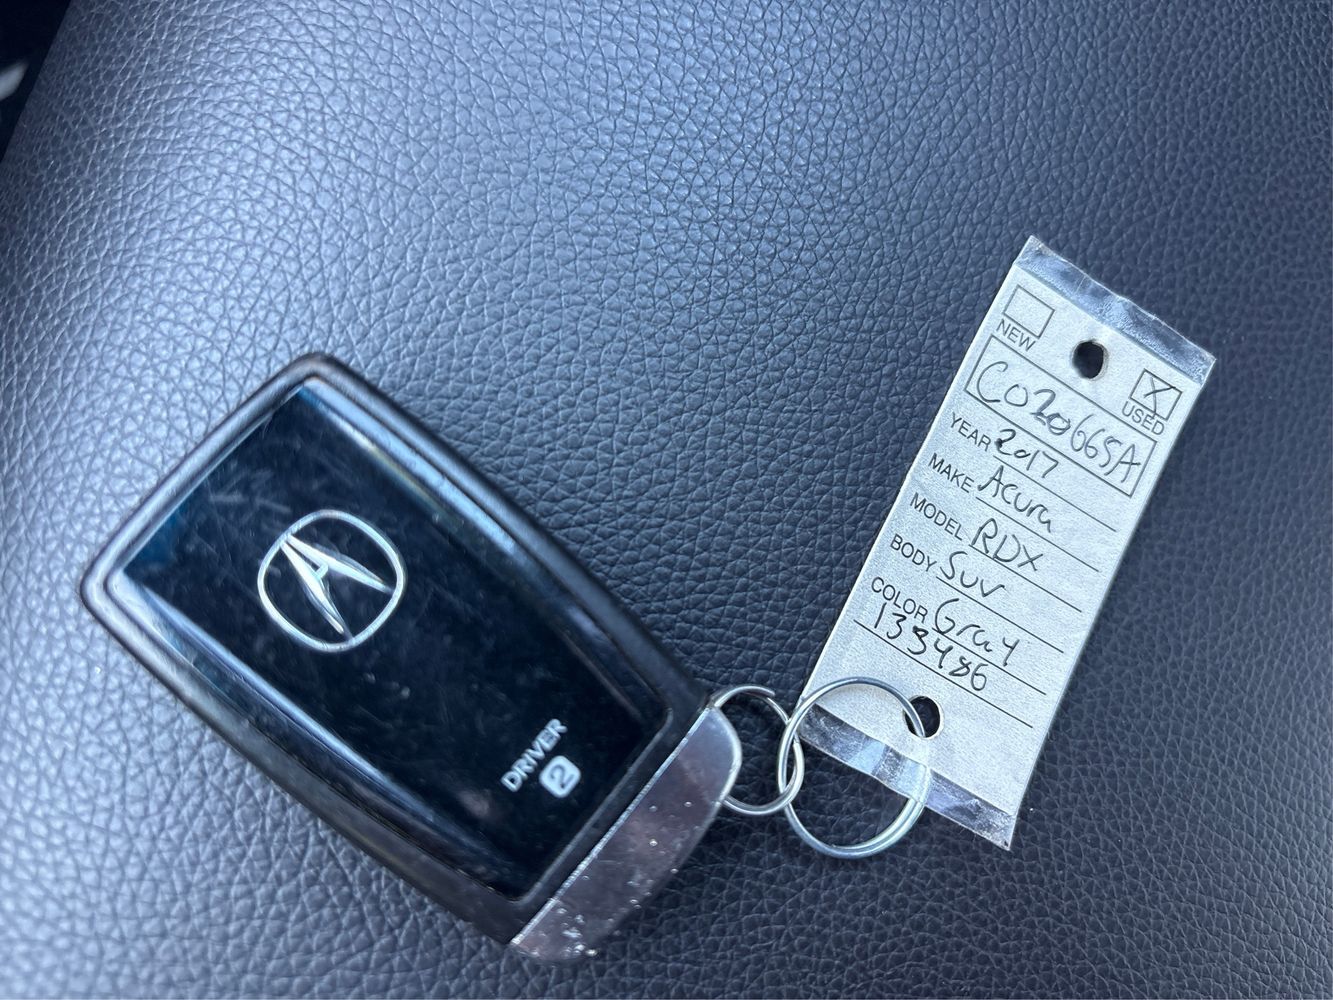 DRIVER
2
NEW
X
USED
C020665A
YEAR 2017
MAKE Acura
MODEL RDX
BODY SUV
COLOR Gray
133486